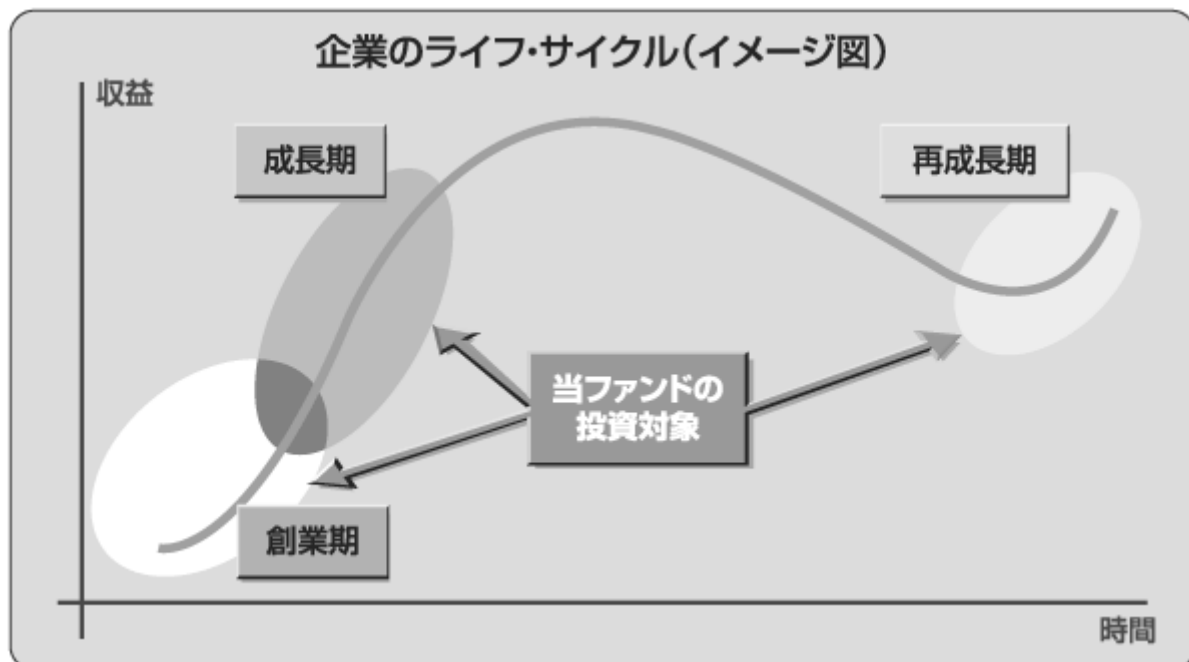 企業のライフ・サイクル(イメージ図)
収益
成長期
再成長期
当ファンドの
投資対象
創業期
時間